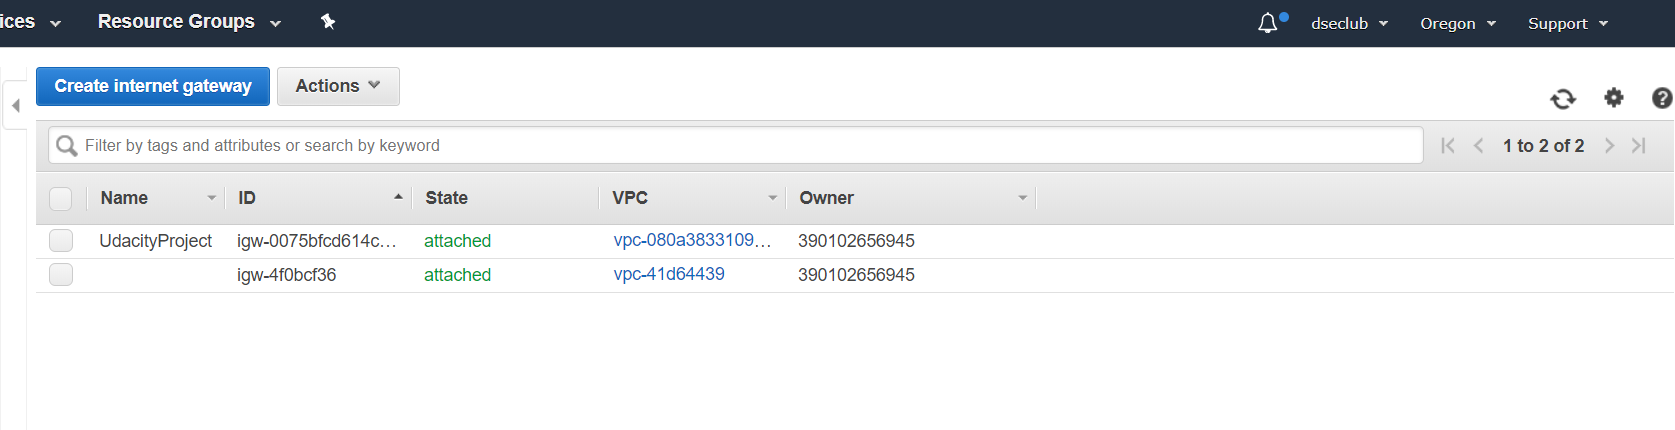 ices Resource Groups dseclub Oregon Support
Create internet gateway Actions
Filter by tags and attributes or search by keyword 1 to 2 of 2
Name ID State VPC Owner
UdacityProject igw-0075bfcd614c... attached vpc-080a3833109... 390102656945
igw-4f0bcf36 attached vpc-41d64439 390102656945